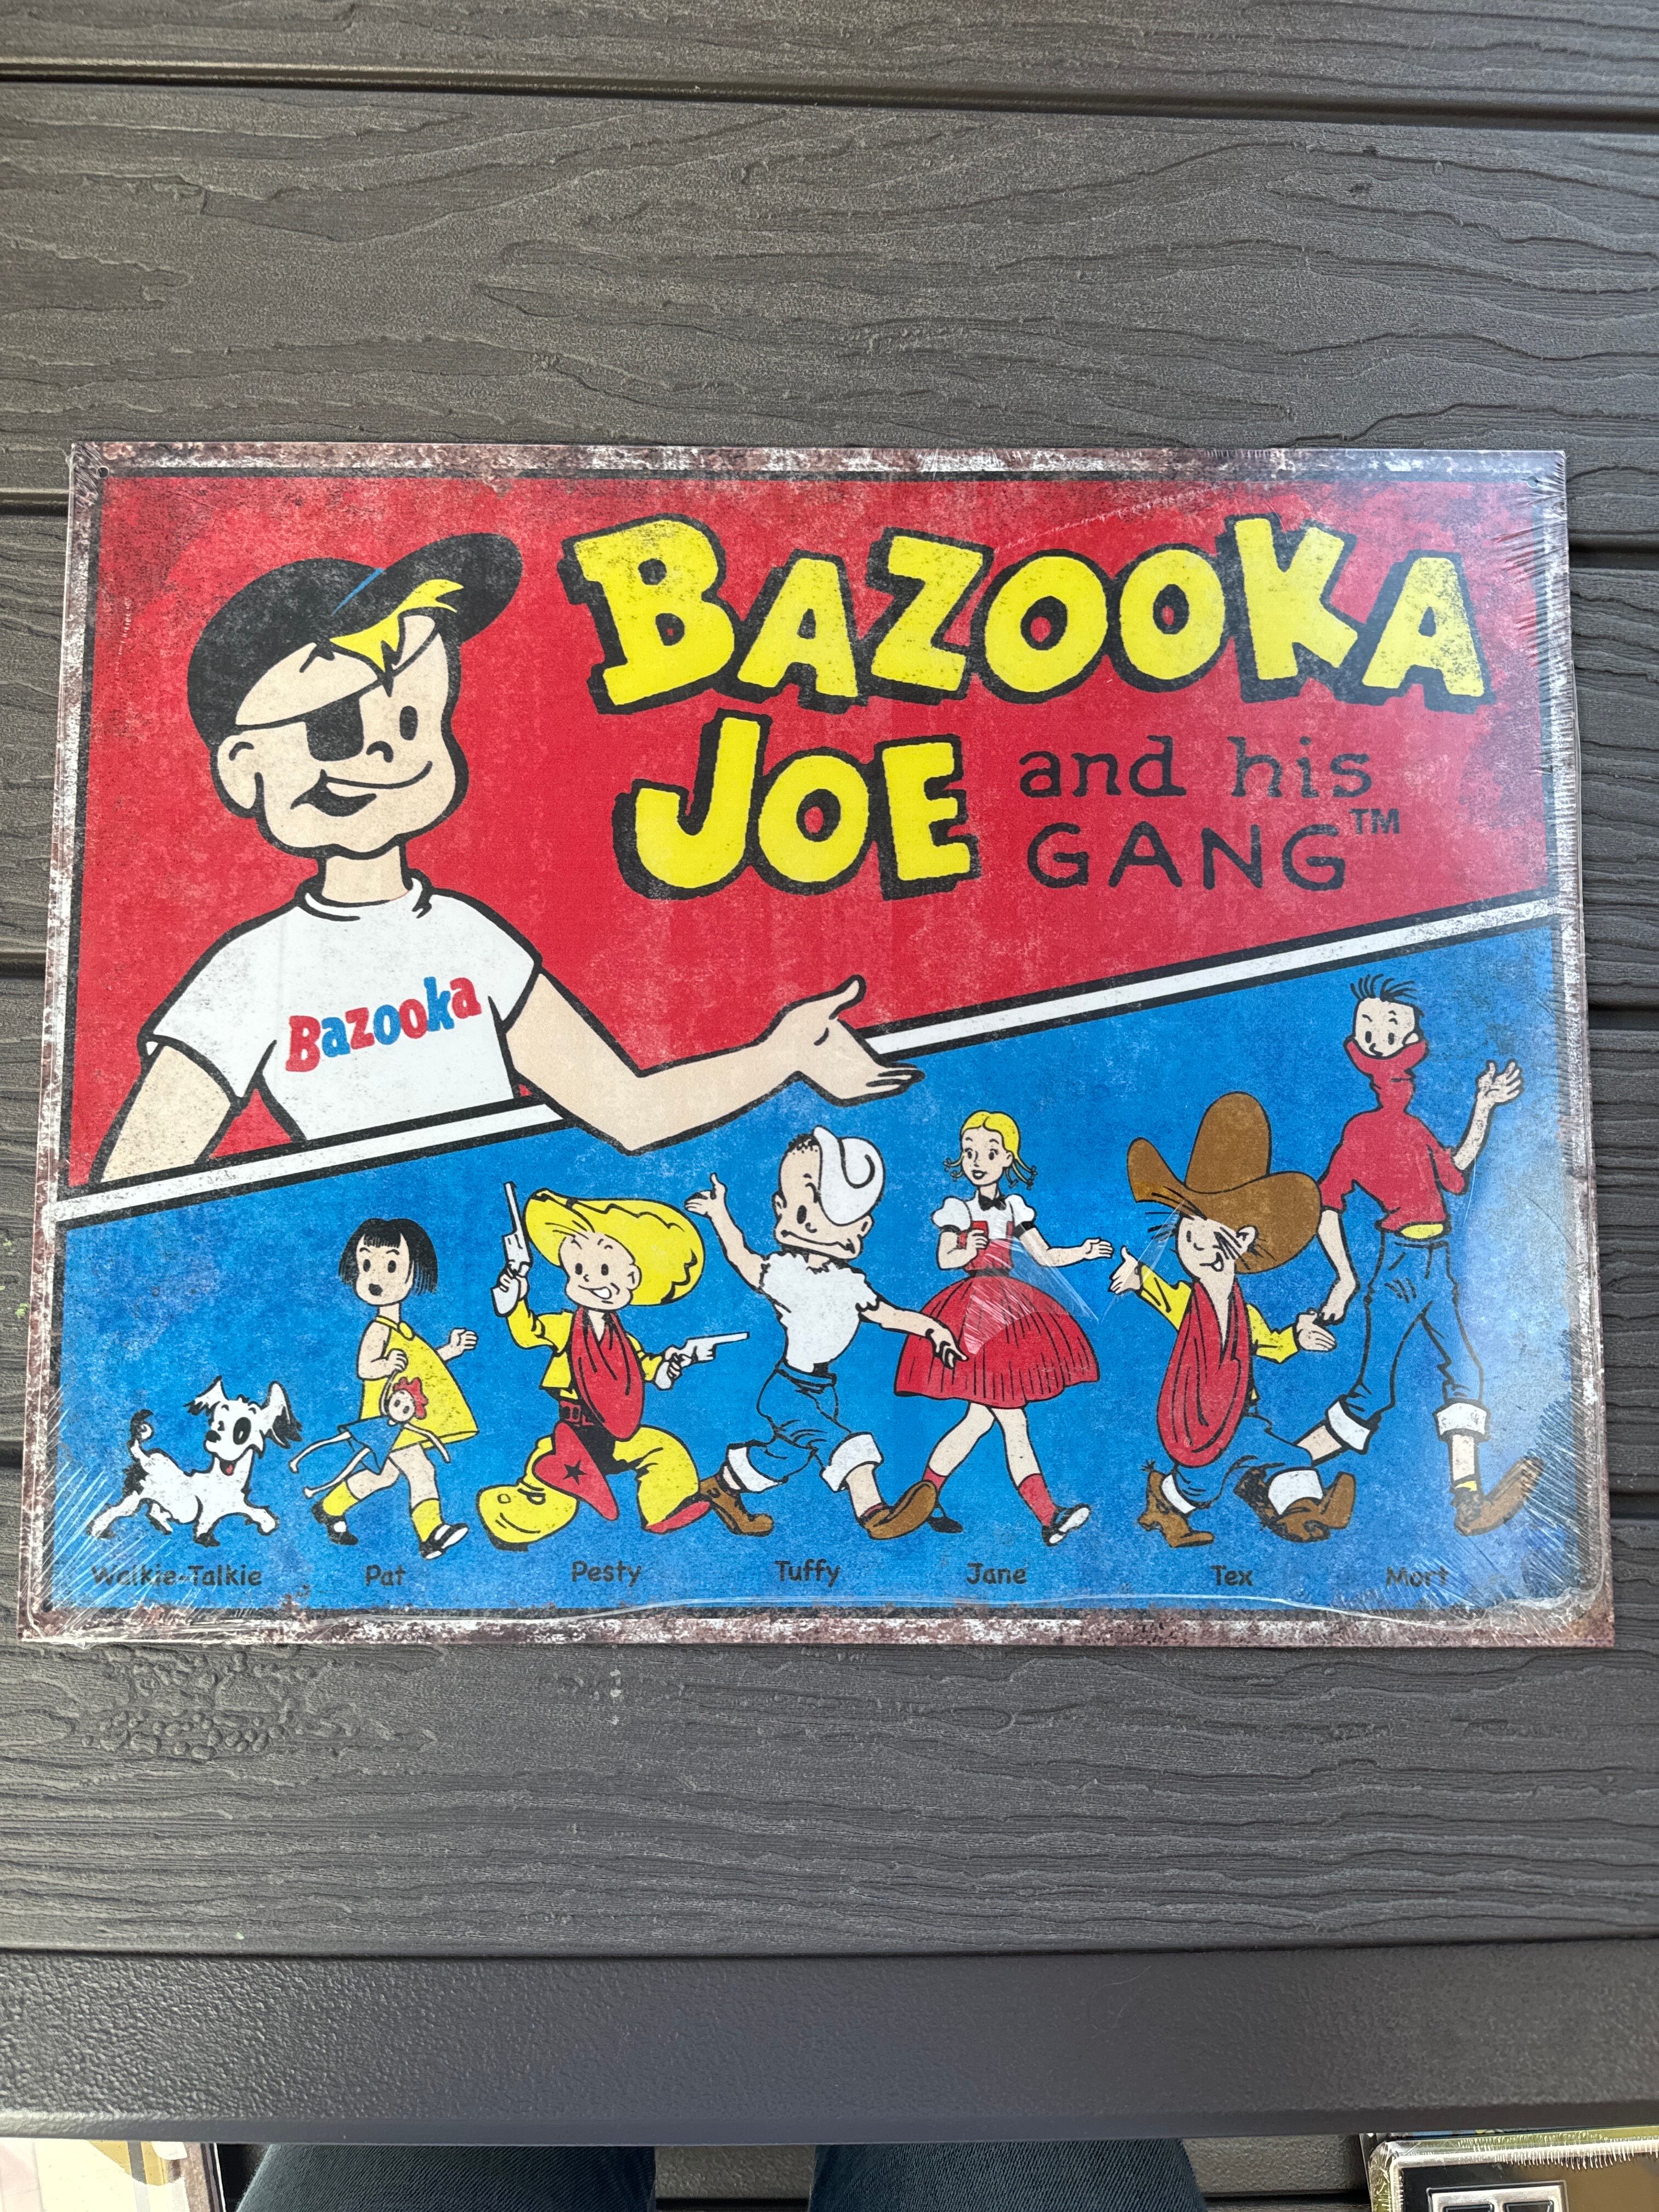 BAZOOKA
JOE and his
GANG™
Bazooka
Walkie-Talkie Pat Pesty Tuffy Jane Tex Mort